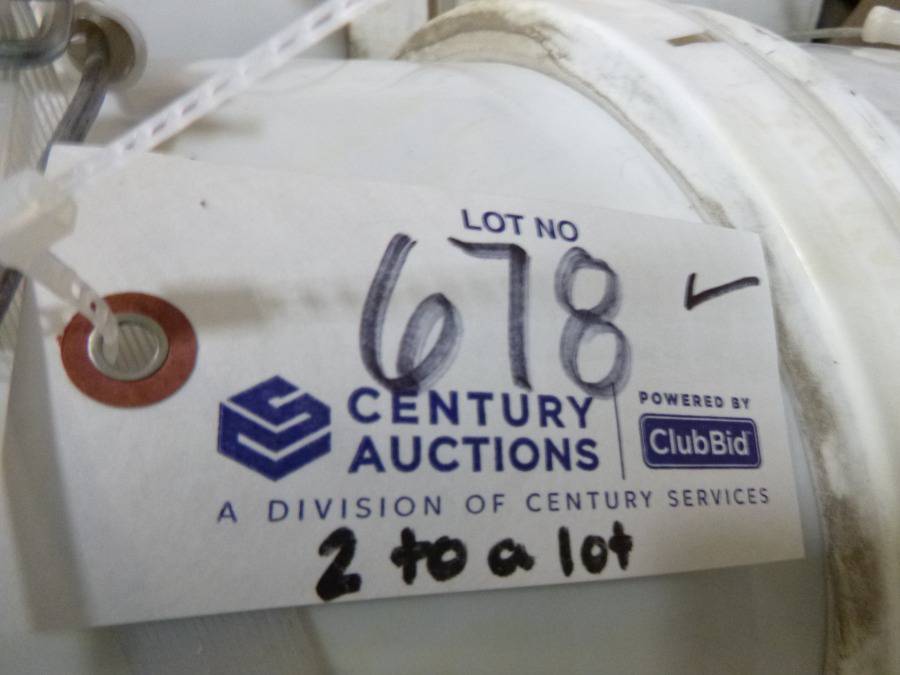 LOT NO
678
CENTURY
AUCTIONS
POWERED BY
ClubBid
A DIVISION OF CENTURY SERVICES
2 to a lot